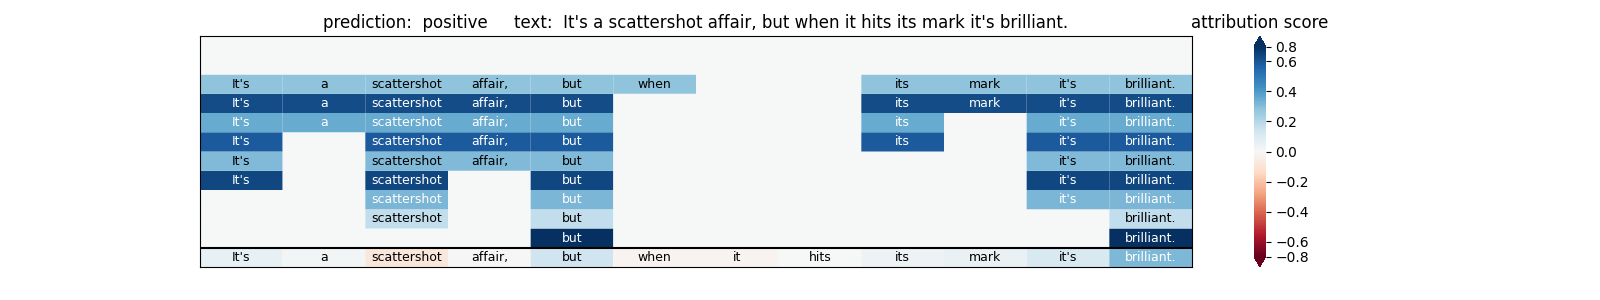 prediction:  positive     text:  It's a scattershot affair, but when it hits its mark it's brilliant.
attribution score
It's a scattershot affair, but when its mark it's brilliant.
It's a scattershot affair, but its mark it's brilliant.
It's a scattershot affair, but its it's brilliant.
It's scattershot affair, but its it's brilliant.
It's scattershot affair, but it's brilliant.
It's scattershot but it's brilliant.
scattershot but it's brilliant.
scattershot but brilliant.
but brilliant.
It's a scattershot affair, but when it hits its mark it's brilliant.
0.8
0.6
0.4
0.2
0.0
−0.2
−0.4
−0.6
−0.8